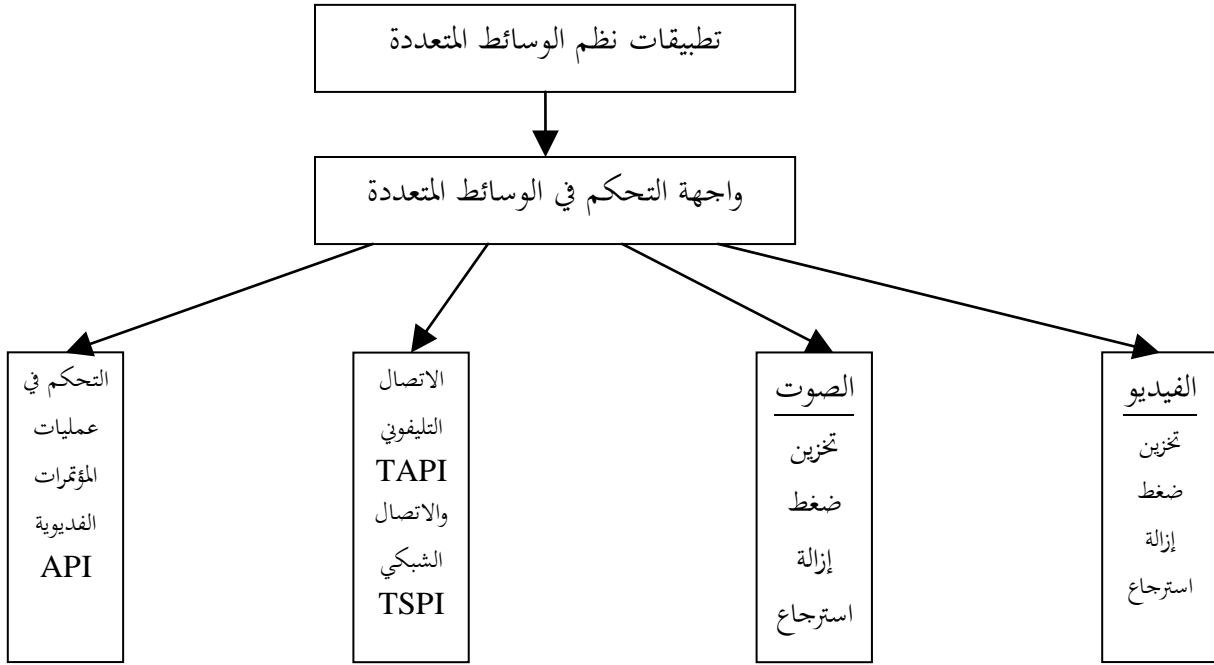 تطبيقات نظم الوسائط المتعددة
واجهة التحكم في الوسائط المتعددة
الفيديو
تخزين
ضغط
إزالة
استرجاع
الصوت
تخزين
ضغط
إزالة
استرجاع
الاتصال
التليفوني
TAPI
والاتصال
الشبكي
TSPI
التحكم في
عمليات
المؤتمرات
الفديوية
API